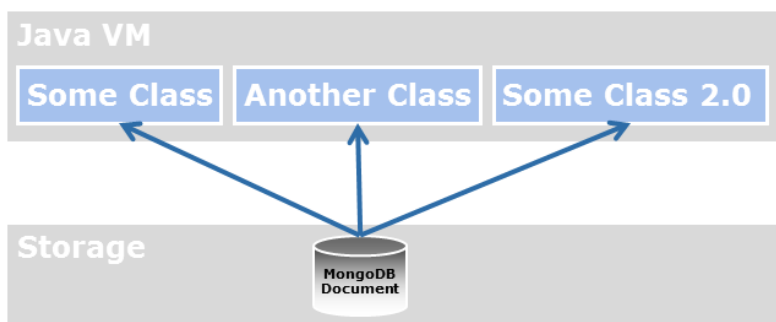 Java VM
Some Class
Another Class
Some Class 2.0
Storage
MongoDB
Document